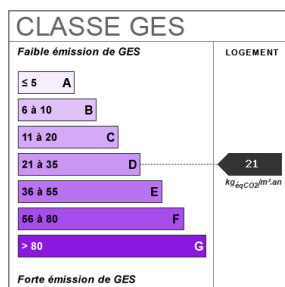 CLASSE GES
Faible émission de GES
LOGEMENT
≤ 5 A
6 à 10 B
11 à 20 C
21 à 35 D
21
36 à 55 E
kgéqCO2/m².an
56 à 80 F
> 80 G
Forte émission de GES